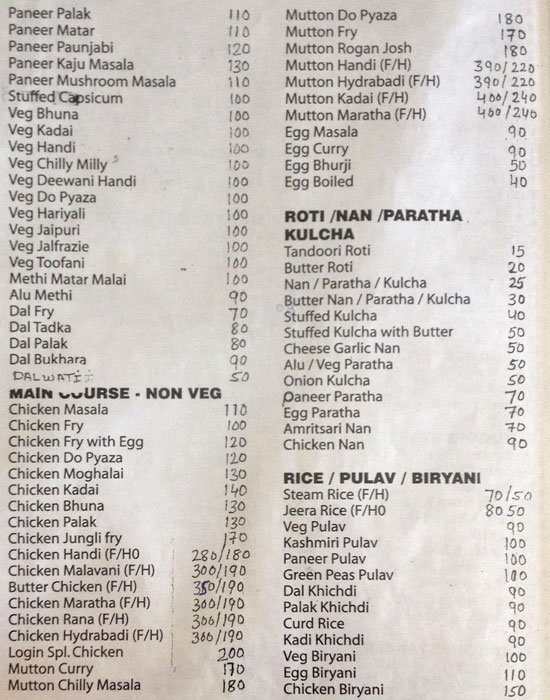 Paneer Palak 110
Paneer Matar 110
Paneer Paunjabi 120
Paneer Kaju Masala 130
Paneer Mushroom Masala 110
Stuffed Capsicum 100
Veg Bhuna 100
Veg Kadai 100
Veg Handi 100
Veg Chilly Milly 100
Veg Deewani Handi 100
Veg Do Pyaza 100
Veg Hariyali 100
Veg Jaipuri 100
Veg Jalfrazie 100
Veg Toofani 100
Methi Matar Malai 100
Alu Methi 90
Dal Fry 70
Dal Tadka 80
Dal Palak 80
Dal Bukhara 90
DALWATI 50
MAIN COURSE - NON VEG
Chicken Masala 110
Chicken Fry 100
Chicken Fry with Egg 120
Chicken Do Pyaza 120
Chicken Moghalai 130
Chicken Kadai 140
Chicken Bhuna 130
Chicken Palak 130
Chicken Jungli fry 170
Chicken Handi (F/H0 280/180
Chicken Malavani (F/H) 300/190
Butter Chicken (F/H) 350/190
Chicken Maratha (F/H) 300/190
Chicken Rana (F/H) 300/190
Chicken Hydrabadi (F/H) 300/190
Login Spl. Chicken 200
Mutton Curry 170
Mutton Chilly Masala 180
Mutton Do Pyaza 180
Mutton Fry 170
Mutton Rogan Josh 180
Mutton Handi (F/H) 390/220
Mutton Hydrabadi (F/H) 390/220
Mutton Kadai (F/H) 400/240
Mutton Maratha (F/H) 400/240
Egg Masala 90
Egg Curry 90
Egg Bhurji 50
Egg Boiled 40
ROTI /NAN /PARATHA
KULCHA
Tandoori Roti 15
Butter Roti 20
Nan / Paratha / Kulcha 25
Butter Nan / Paratha / Kulcha 30
Stuffed Kulcha 40
Stuffed Kulcha with Butter 50
Cheese Garlic Nan 50
Alu / Veg Paratha 50
Onion Kulcha 50
Paneer Paratha 70
Egg Paratha 70
Amritsari Nan 70
Chicken Nan 90
RICE / PULAV / BIRYANI
Steam Rice (F/H) 70/50
Jeera Rice (F/H0 80 50
Veg Pulav 90
Kashmiri Pulav 100
Paneer Pulav 100
Green Peas Pulav 100
Dal Khichdi 90
Palak Khichdi 90
Curd Rice 90
Kadi Khichdi 90
Veg Biryani 100
Egg Biryani 110
Chicken Biryani 150